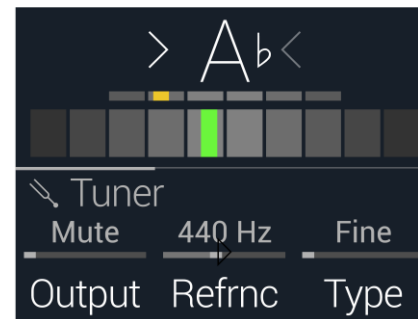 > A♭ <
Tuner
Mute 440 Hz Fine
Output Refrnc Type